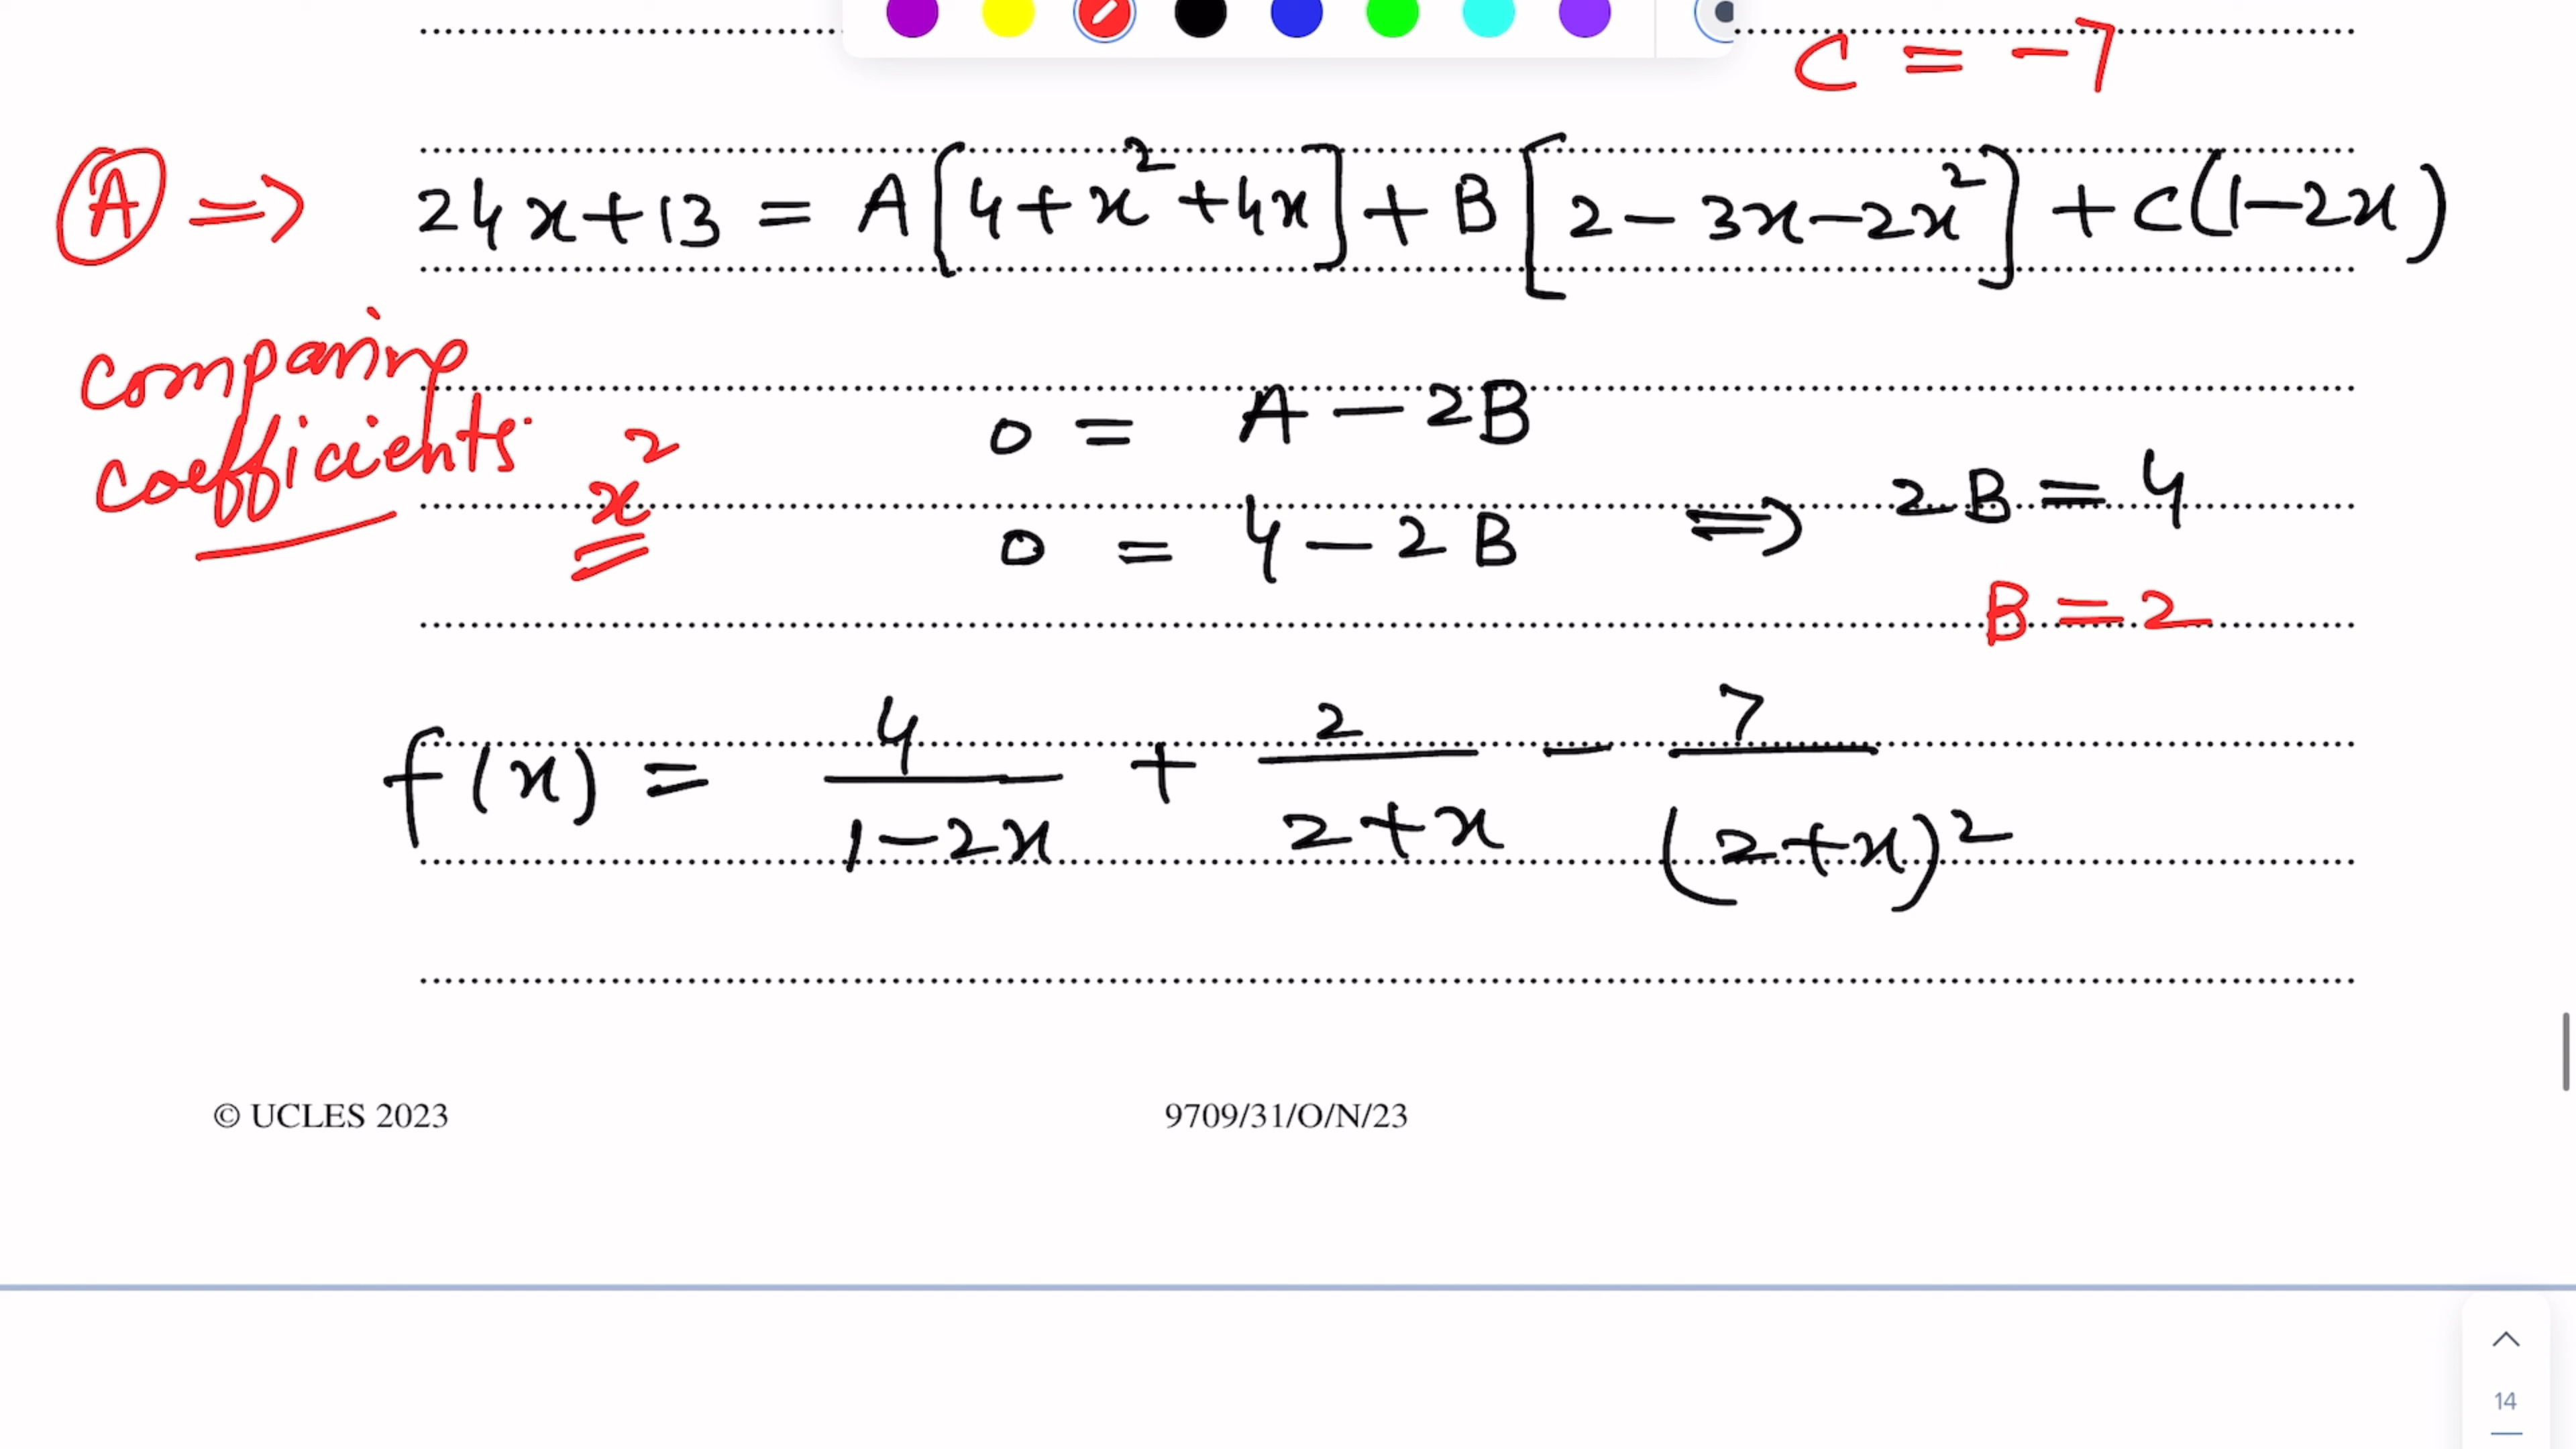 C = -7
A => 24x+13 = A[4+x²+4x] + B[2-3x-2x²] + C(1-2x)
comparing
coefficients.
x²
0 = A - 2B
0 = 4 - 2B => 2B = 4
B = 2
f(x) = 4/(1-2x) + 2/(2+x) - 7/(2+x)²
© UCLES 2023
9709/31/O/N/23
14